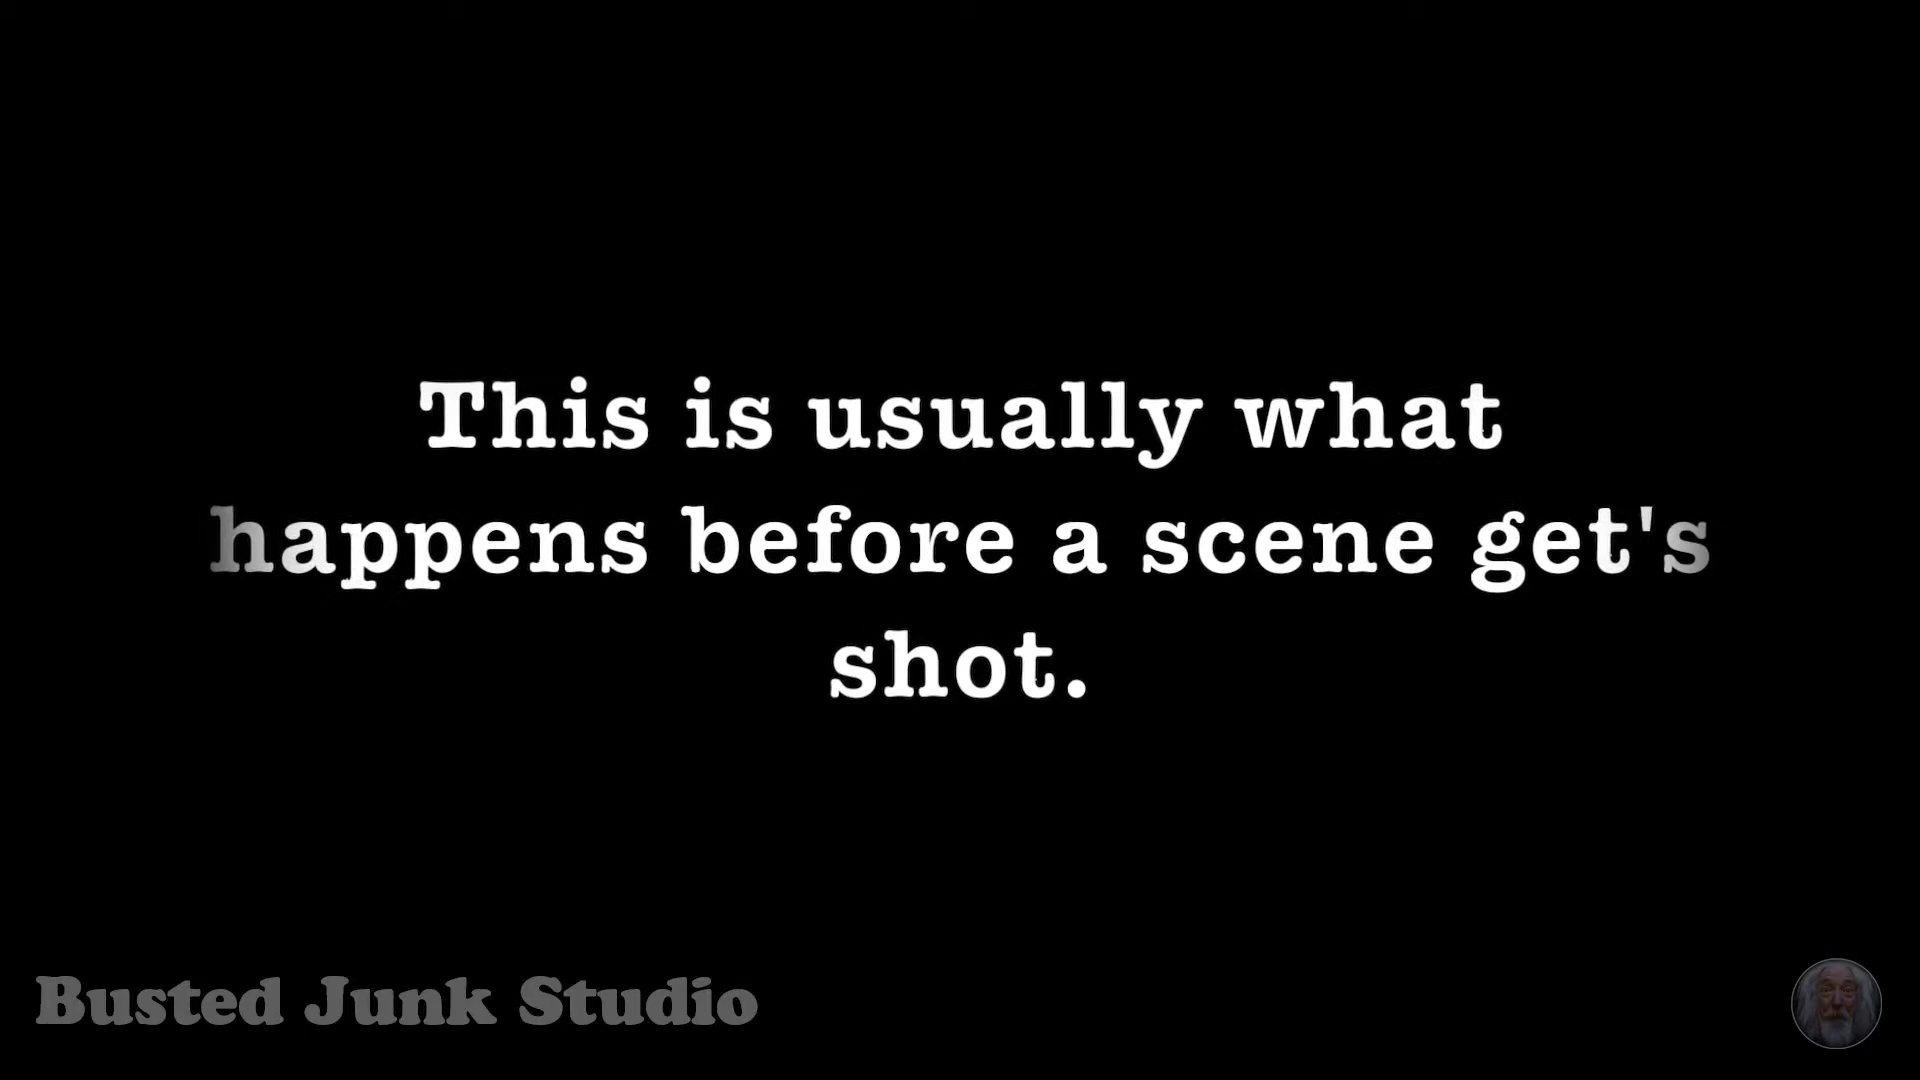 This is usually what
happens before a scene get's
shot.
Busted Junk Studio